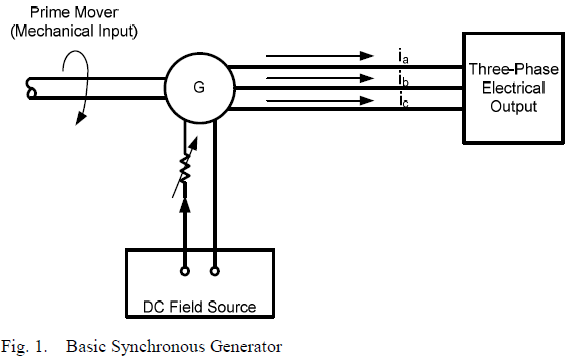 Prime Mover
(Mechanical Input)
G
ia
ib
ic
Three-Phase
Electrical
Output
DC Field Source
Fig. 1. Basic Synchronous Generator